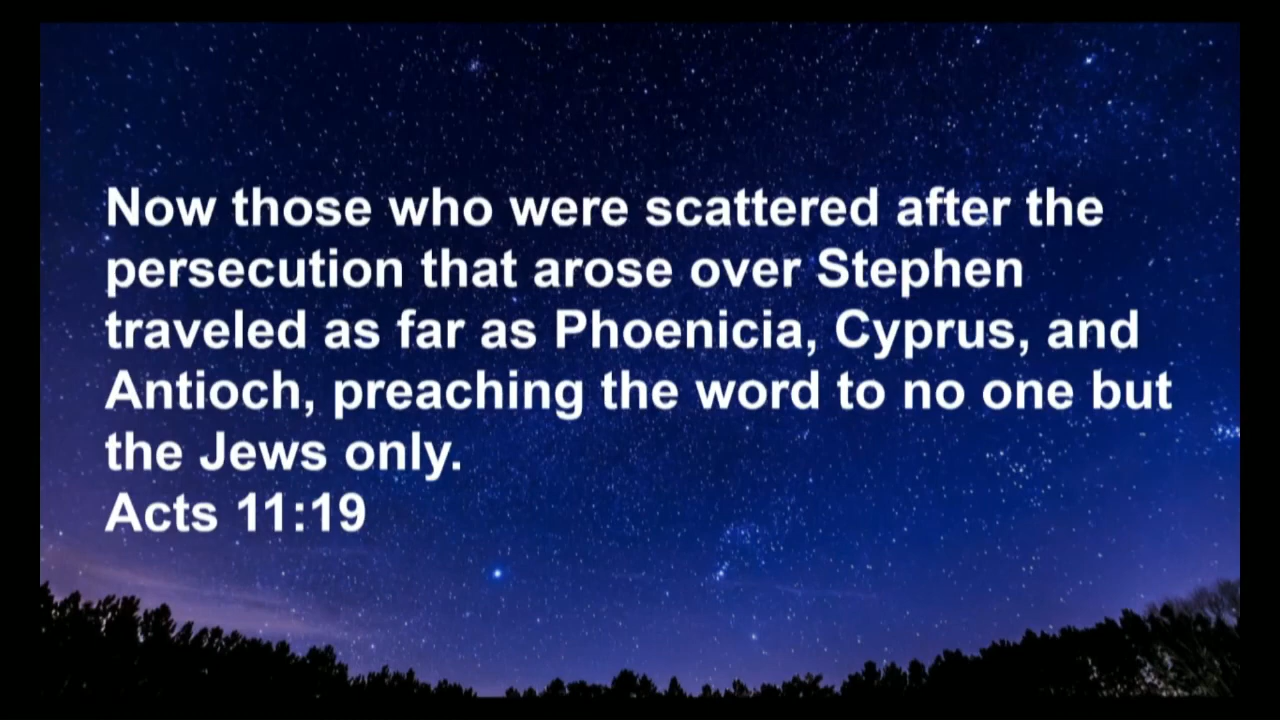 Now those who were scattered after the
persecution that arose over Stephen
traveled as far as Phoenicia, Cyprus, and
Antioch, preaching the word to no one but
the Jews only.
Acts 11:19